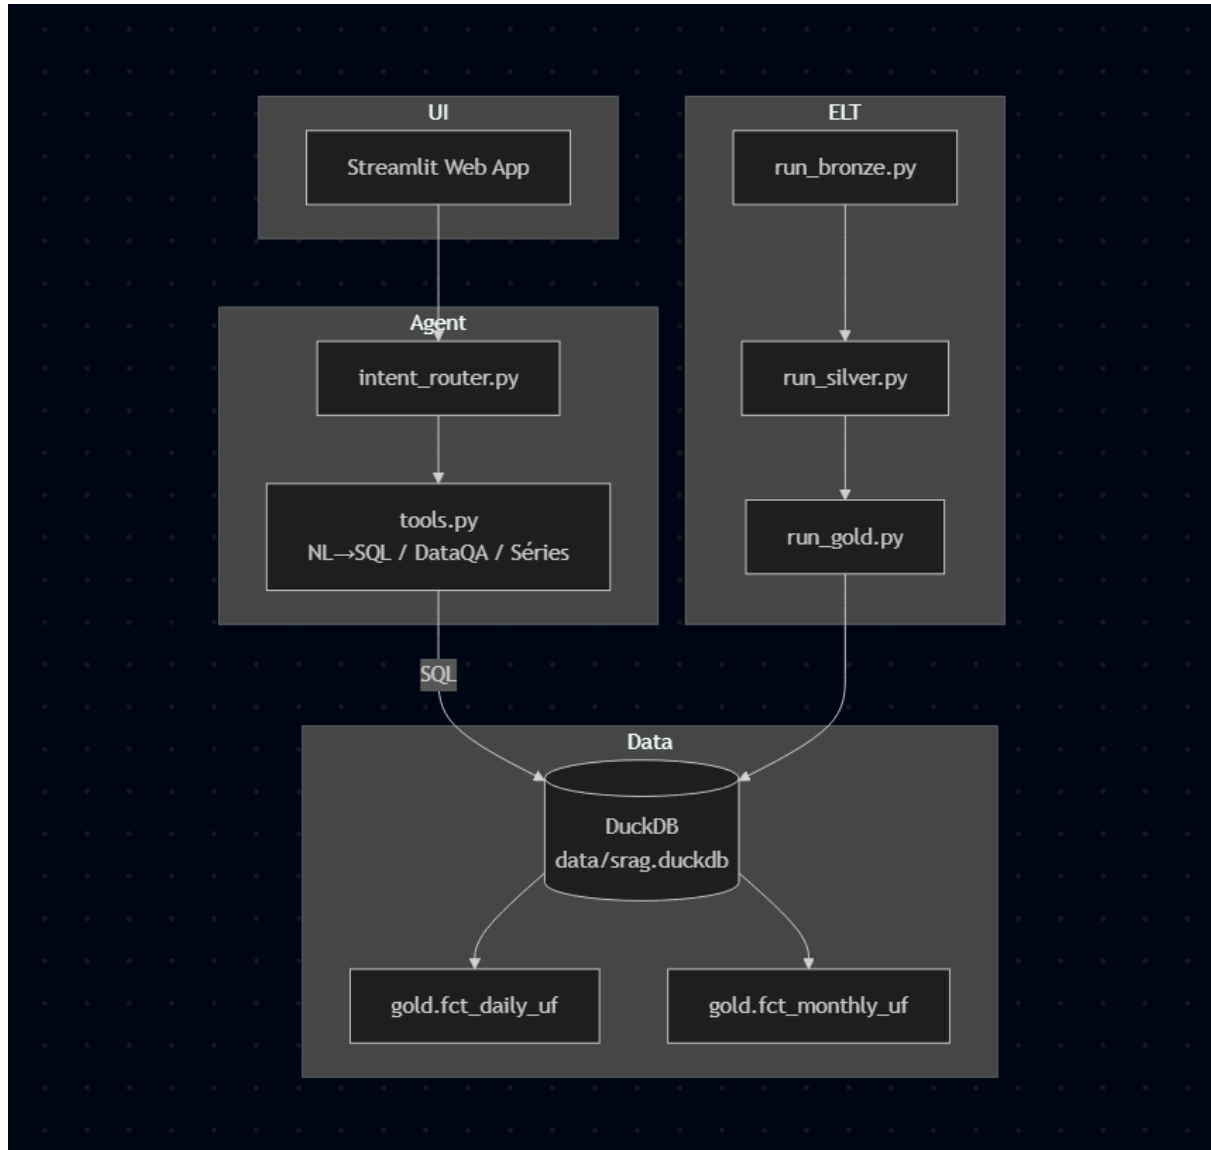 UI
Streamlit Web App
Agent
intent_router.py
tools.py
NL→SQL / DataQA / Séries
SQL
ELT
run_bronze.py
run_silver.py
run_gold.py
Data
DuckDB
data/srag.duckdb
gold.fct_daily_uf
gold.fct_monthly_uf